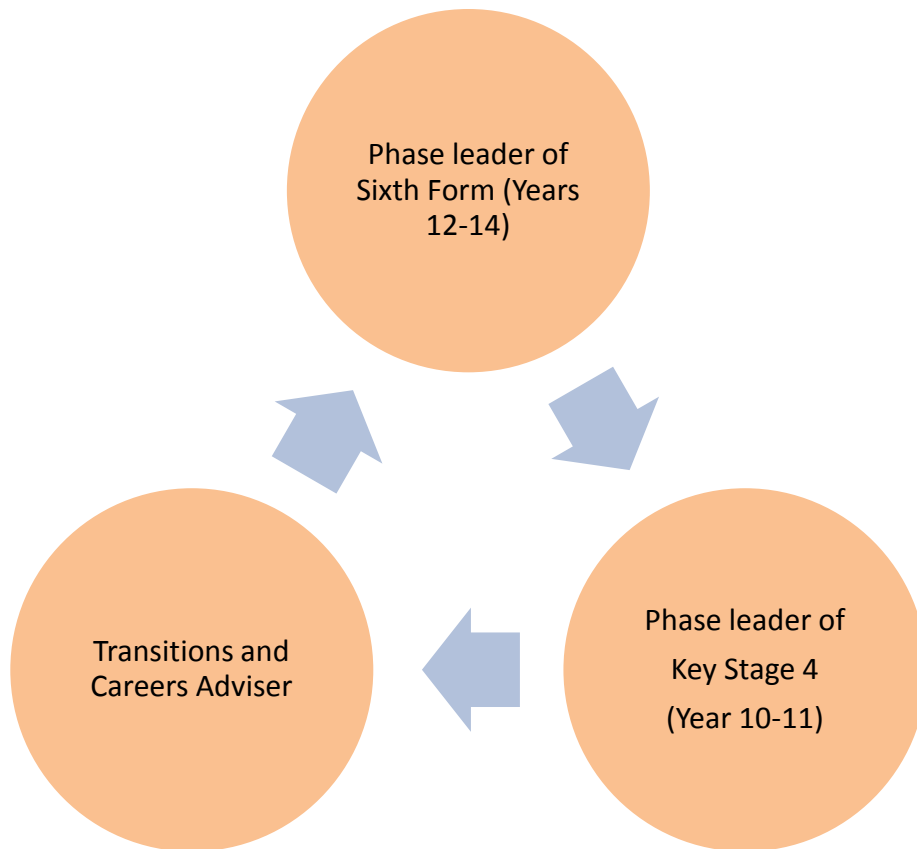 Phase leader of
Sixth Form (Years
12-14)
Phase leader of
Key Stage 4
(Year 10-11)
Transitions and
Careers Adviser